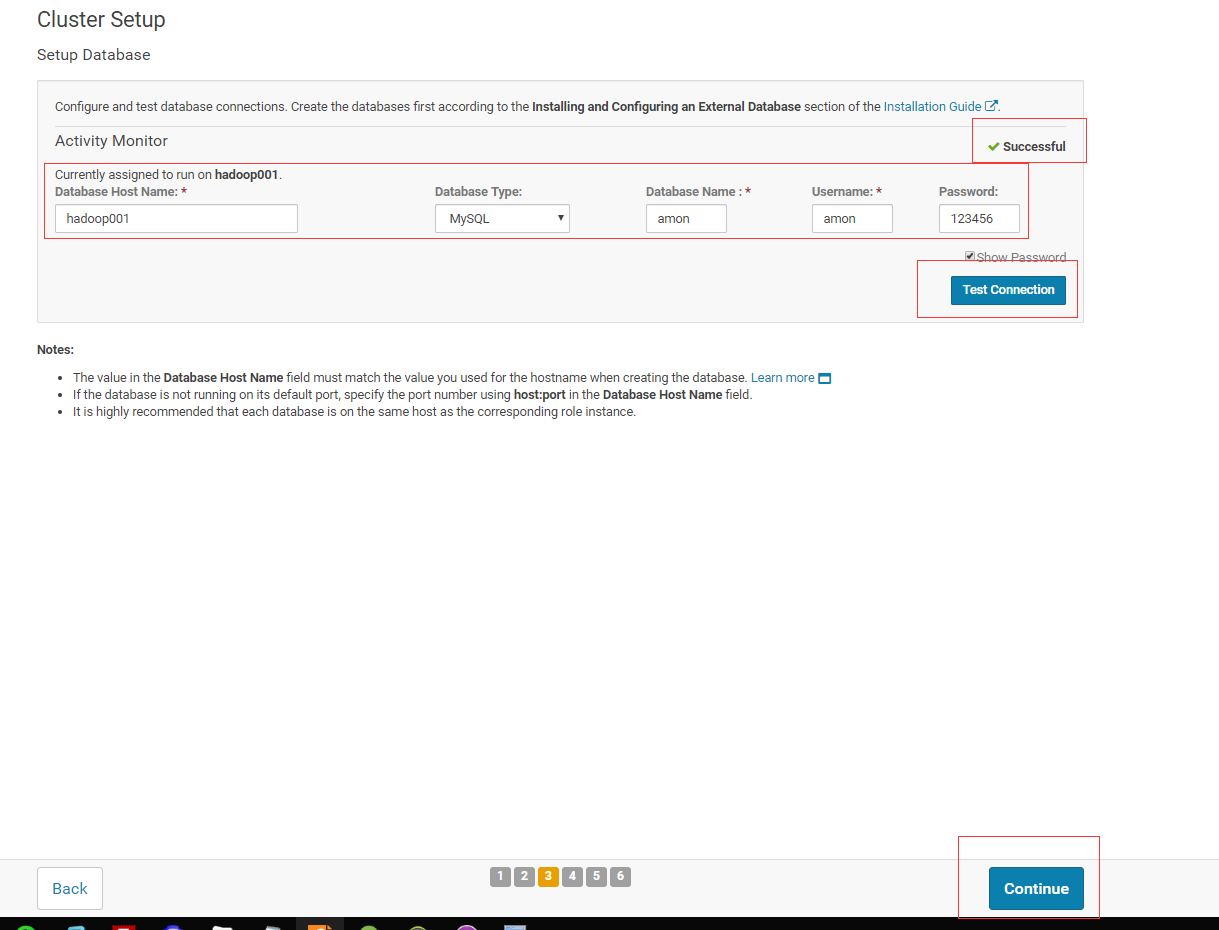 Cluster Setup
Setup Database
Configure and test database connections. Create the databases first according to the Installing and Configuring an External Database section of the Installation Guide.
Activity Monitor
Successful
Currently assigned to run on hadoop001.
Database Host Name: * Database Type: Database Name : * Username: * Password:
hadoop001 MySQL amon amon 123456
Show Password
Test Connection
Notes:
• The value in the Database Host Name field must match the value you used for the hostname when creating the database. Learn more
• If the database is not running on its default port, specify the port number using host:port in the Database Host Name field.
• It is highly recommended that each database is on the same host as the corresponding role instance.
Back 1 2 3 4 5 6 Continue